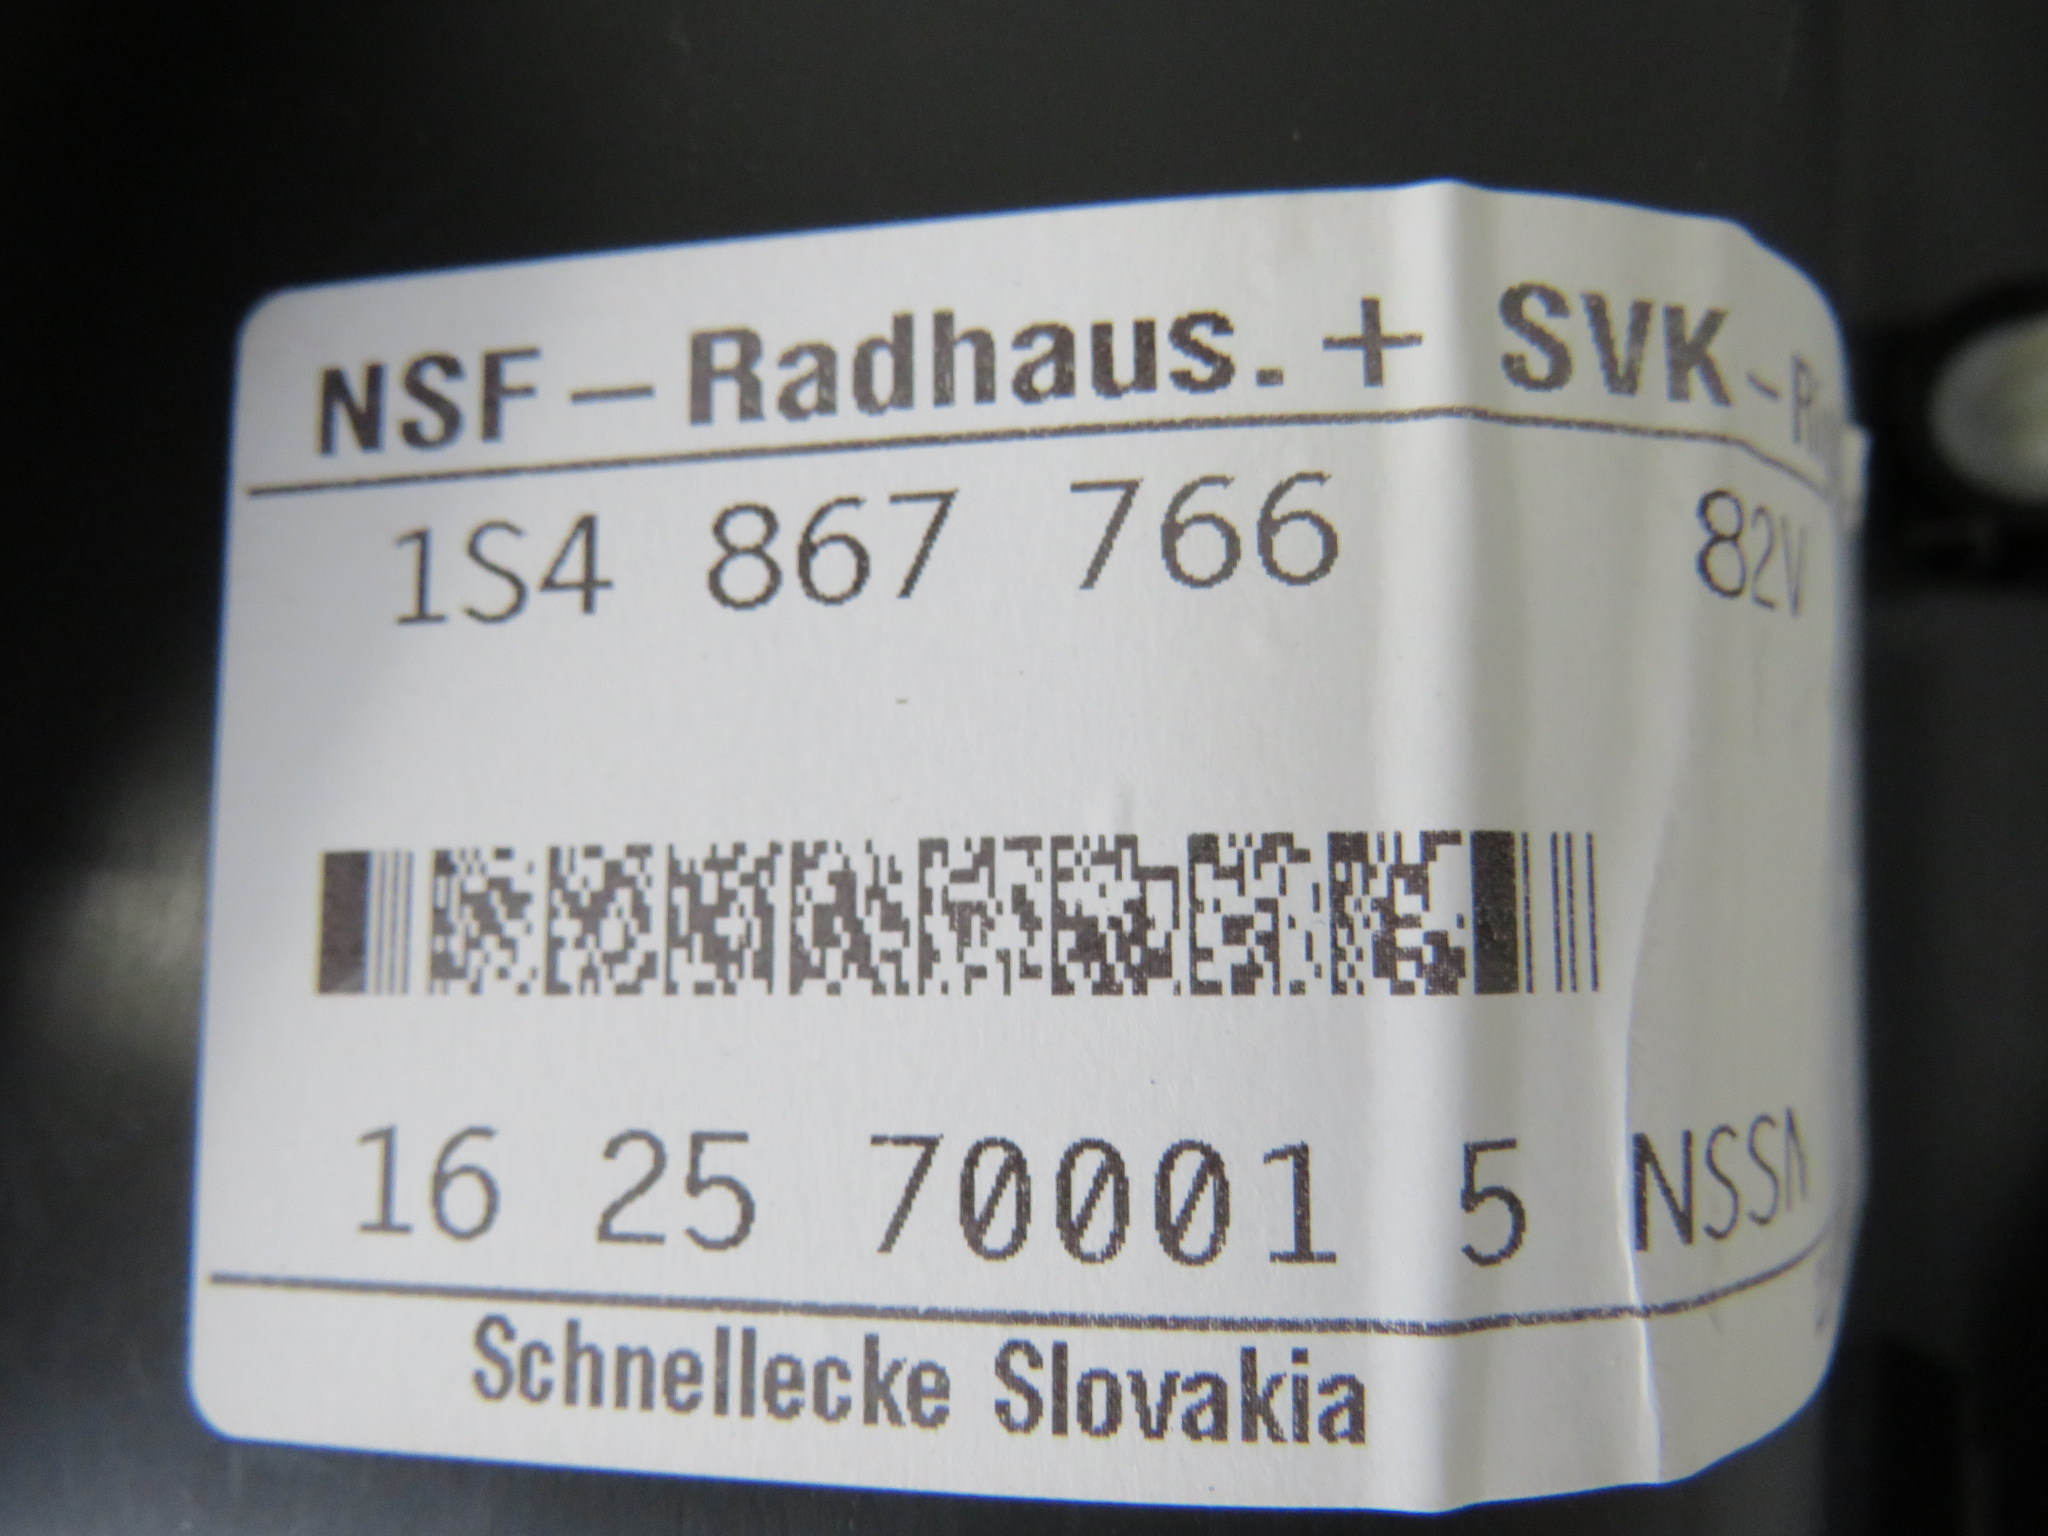 NSF – Radhaus. + SVK -
1S4 867 766 82V
16 25 70001 5 NSSN
Schnellecke Slovakia